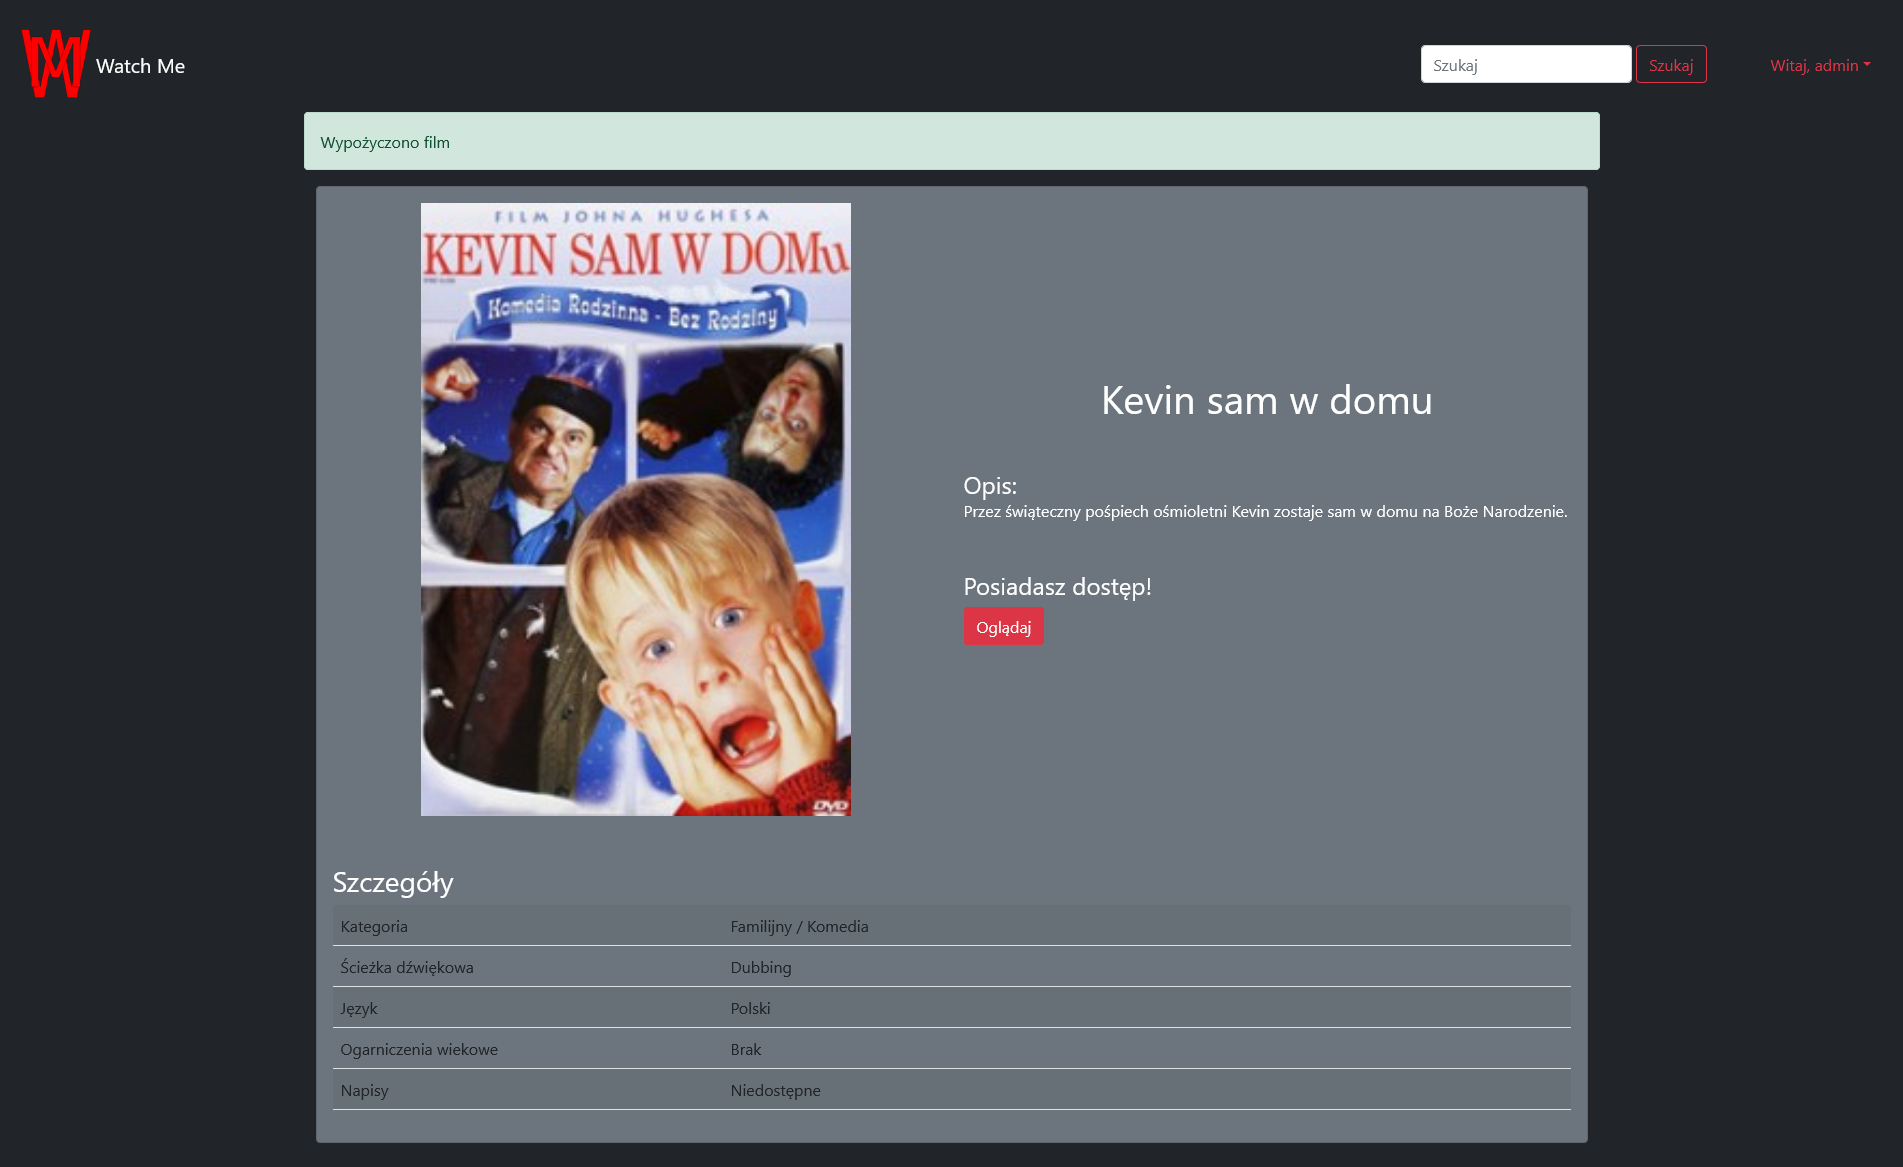 Watch Me
Szukaj
Szukaj
Witaj, admin
Wypożyczono film
FILM JOHNA HUGHESA
KEVIN SAM W DOMu
Komedia Rodzinna - Bez Rodziny
DVD
Kevin sam w domu
Opis:
Przez świąteczny pośpiech ośmioletni Kevin zostaje sam w domu na Boże Narodzenie.
Posiadasz dostęp!
Oglądaj
Szczegóły
Kategoria Familijny / Komedia
Ścieżka dźwiękowa Dubbing
Język Polski
Ogarniczenia wiekowe Brak
Napisy Niedostępne